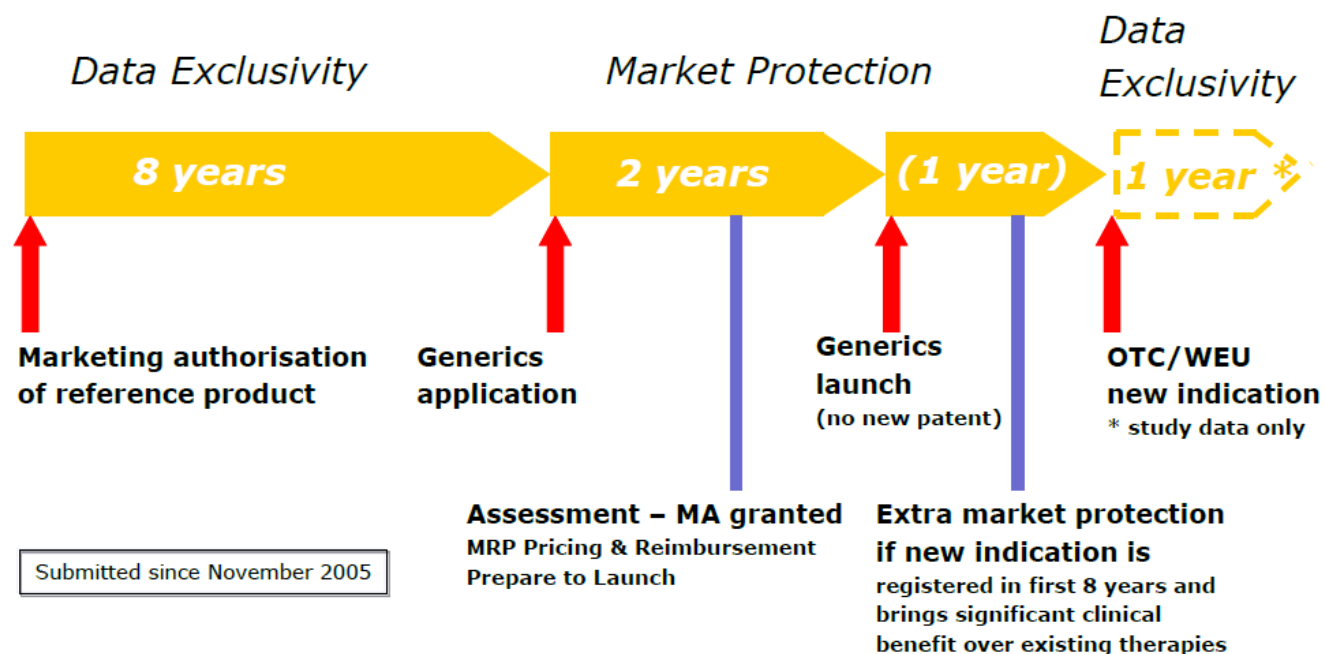 Data Exclusivity
Market Protection
Data
Exclusivity
8 years
2 years
(1 year)
1 year *
Marketing authorisation
of reference product
Generics
application
Generics
launch
(no new patent)
OTC/WEU
new indication
* study data only
Assessment – MA granted
MRP Pricing & Reimbursement
Prepare to Launch
Extra market protection
if new indication is
registered in first 8 years and
brings significant clinical
benefit over existing therapies
Submitted since November 2005